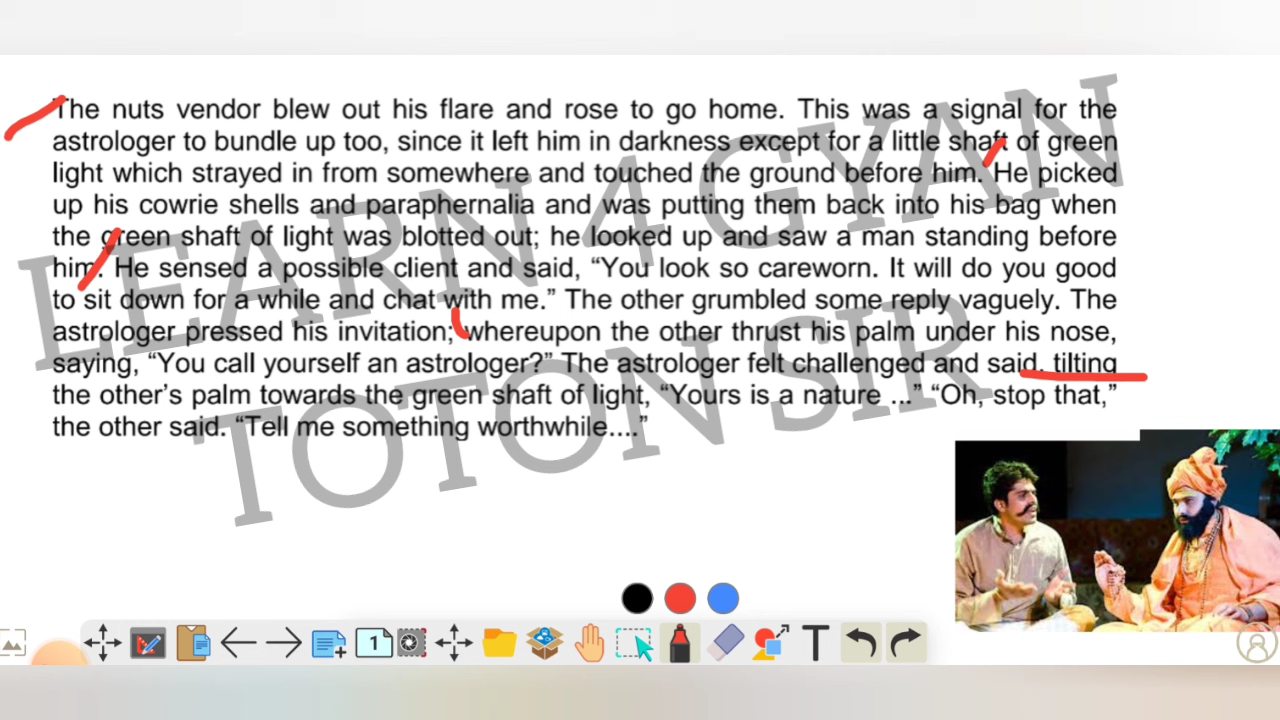 The nuts vendor blew out his flare and rose to go home. This was a signal for the
astrologer to bundle up too, since it left him in darkness except for a little shaft of green
light which strayed in from somewhere and touched the ground before him. He picked
up his cowrie shells and paraphernalia and was putting them back into his bag when
the green shaft of light was blotted out; he looked up and saw a man standing before
him. He sensed a possible client and said, “You look so careworn. It will do you good
to sit down for a while and chat with me.” The other grumbled some reply vaguely. The
astrologer pressed his invitation; whereupon the other thrust his palm under his nose,
saying, “You call yourself an astrologer?” The astrologer felt challenged and said, tilting
the other’s palm towards the green shaft of light, “Yours is a nature ...” “Oh, stop that,”
the other said. “Tell me something worthwhile....”
LEARN 4 GYAN
TOTON SIR
1
T